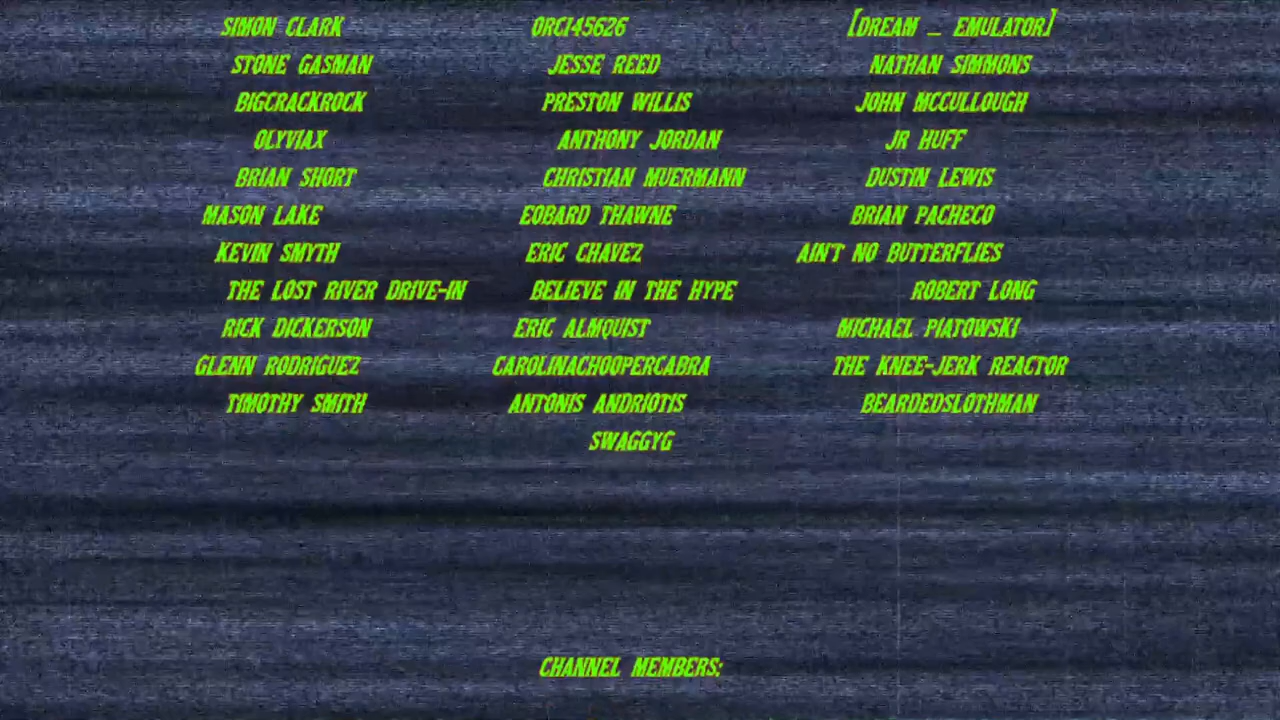 SIMON CLARK ORCI45626 [DREAM _ EMULATOR]
STONE GASMAN JESSE REED NATHAN SIMMONS
BIGCRACKROCK PRESTON WILLIS JOHN MCCULLOUGH
OLYVIAX ANTHONY JORDAN JR HUFF
BRIAN SHORT CHRISTIAN MUERMANN DUSTIN LEWIS
MASON LAKE EOBARD THAWNE BRIAN PACHECO
KEVIN SMYTH ERIC CHAVEZ AIN'T NO BUTTERFLIES
THE LOST RIVER DRIVE-IN BELIEVE IN THE HYPE ROBERT LONG
RICK DICKERSON ERIC ALMQUIST MICHAEL PIATOWSKI
GLENN RODRIGUEZ CAROLINACHOOPERCABRA THE KNEE-JERK REACTOR
TIMOTHY SMITH ANTONIS ANDRIOTIS BEARDEDSLOTHMAN
SWAGGYG
CHANNEL MEMBERS: